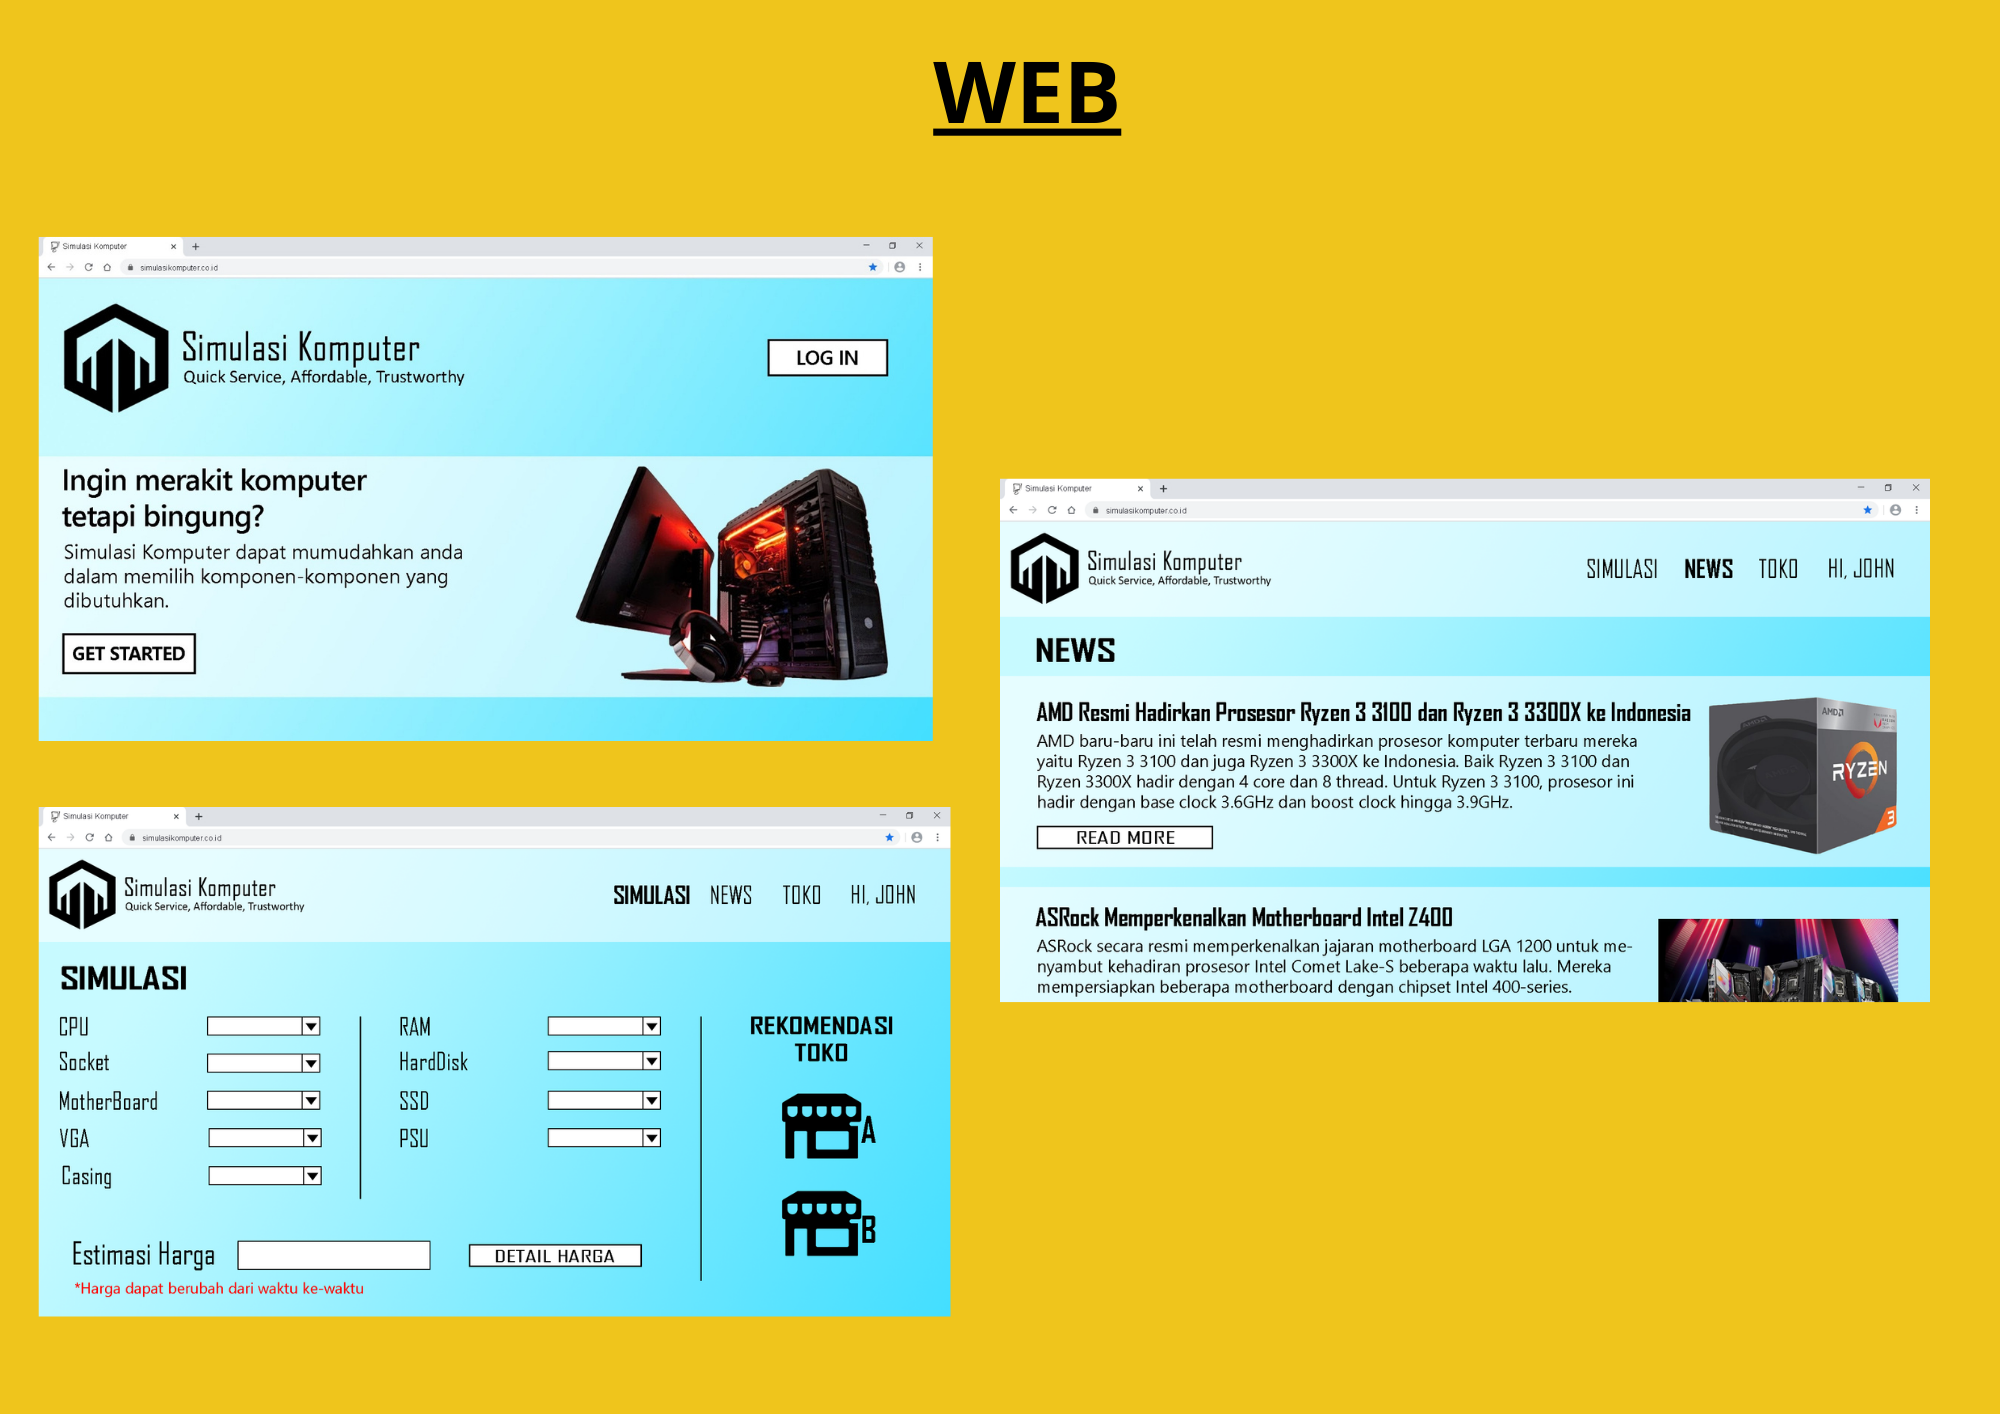 WEB
Simulasi Komputer
simulasikomputer.co.id
Simulasi Komputer
Quick Service, Affordable, Trustworthy
LOG IN
Ingin merakit komputer
tetapi bingung?
Simulasi Komputer dapat mumudahkan anda
dalam memilih komponen-komponen yang
dibutuhkan.
GET STARTED
Simulasi Komputer
simulasikomputer.co.id
Simulasi Komputer
Quick Service, Affordable, Trustworthy
SIMULASI NEWS TOKO HI, JOHN
SIMULASI
CPU
Socket
MotherBoard
VGA
Casing
RAM
HardDisk
SSD
PSU
REKOMENDASI
TOKO
A
B
Estimasi Harga
DETAIL HARGA
*Harga dapat berubah dari waktu ke-waktu
Simulasi Komputer
simulasikomputer.co.id
Simulasi Komputer
Quick Service, Affordable, Trustworthy
SIMULASI NEWS TOKO HI, JOHN
NEWS
AMD Resmi Hadirkan Prosesor Ryzen 3 3100 dan Ryzen 3 3300X ke Indonesia
AMD baru-baru ini telah resmi menghadirkan prosesor komputer terbaru mereka
yaitu Ryzen 3 3100 dan juga Ryzen 3 3300X ke Indonesia. Baik Ryzen 3 3100 dan
Ryzen 3300X hadir dengan 4 core dan 8 thread. Untuk Ryzen 3 3100, prosesor ini
hadir dengan base clock 3.6GHz dan boost clock hingga 3.9GHz.
READ MORE
AMD
RYZEN
3
ASRock Memperkenalkan Motherboard Intel Z400
ASRock secara resmi memperkenalkan jajaran motherboard LGA 1200 untuk me-
nyambut kehadiran prosesor Intel Comet Lake-S beberapa waktu lalu. Mereka
mempersiapkan beberapa motherboard dengan chipset Intel 400-series.